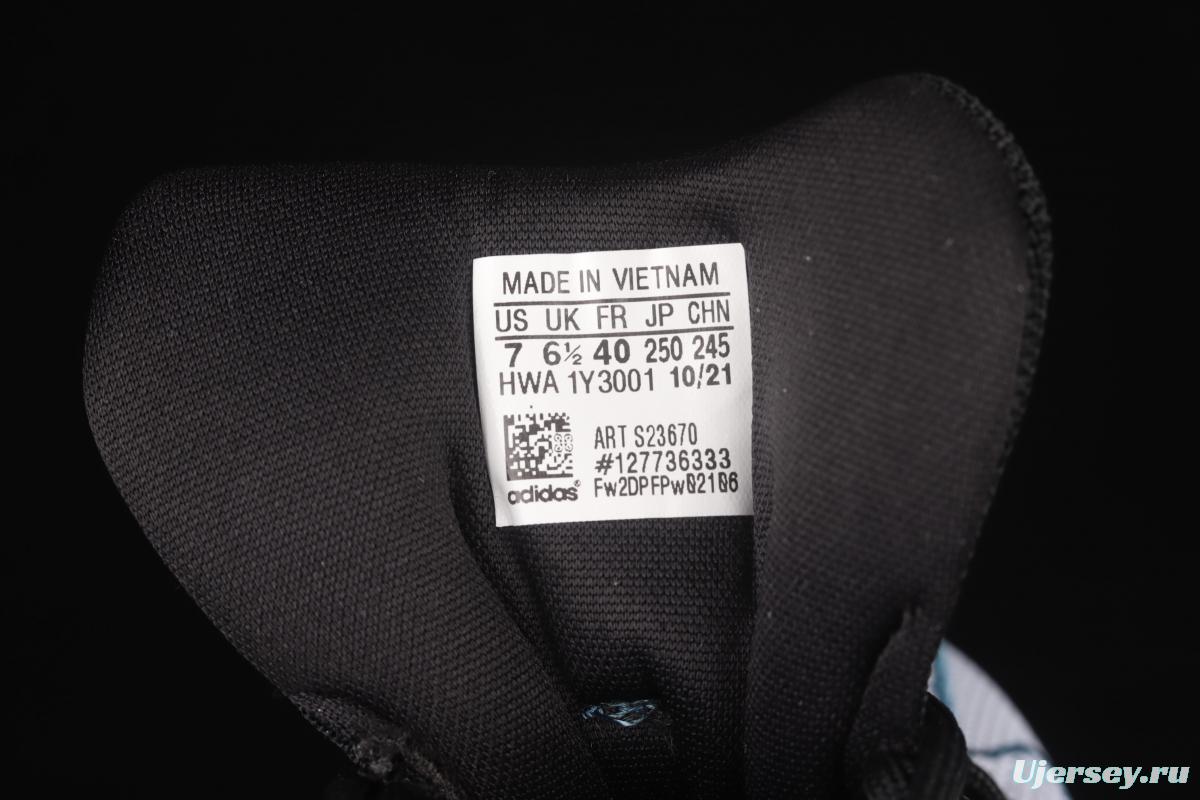 MADE IN VIETNAM
US UK FR JP CHN
7 6½ 40 250 245
HWA 1Y3001 10/21
ART S23670
#127736333
adidas® Fw2DPFPw02106
Ujersey.ru